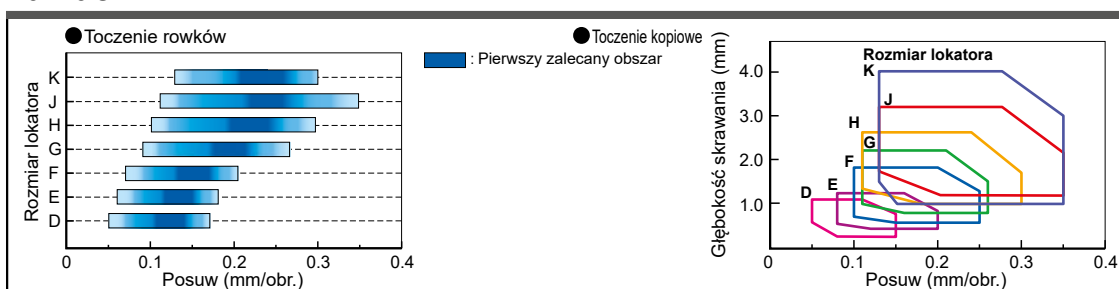 ● Toczenie rowków
: Pierwszy zalecany obszar
Rozmiar lokatora
K
J
H
G
F
E
D
0
0.1
0.2
0.3
0.4
Posuw (mm/obr.)
● Toczenie kopiowe
Głębokość skrawania (mm)
Rozmiar lokatora
4.0
3.0
2.0
1.0
K
J
H
G
F
E
D
0
0.1
0.2
0.3
0.4
Posuw (mm/obr.)